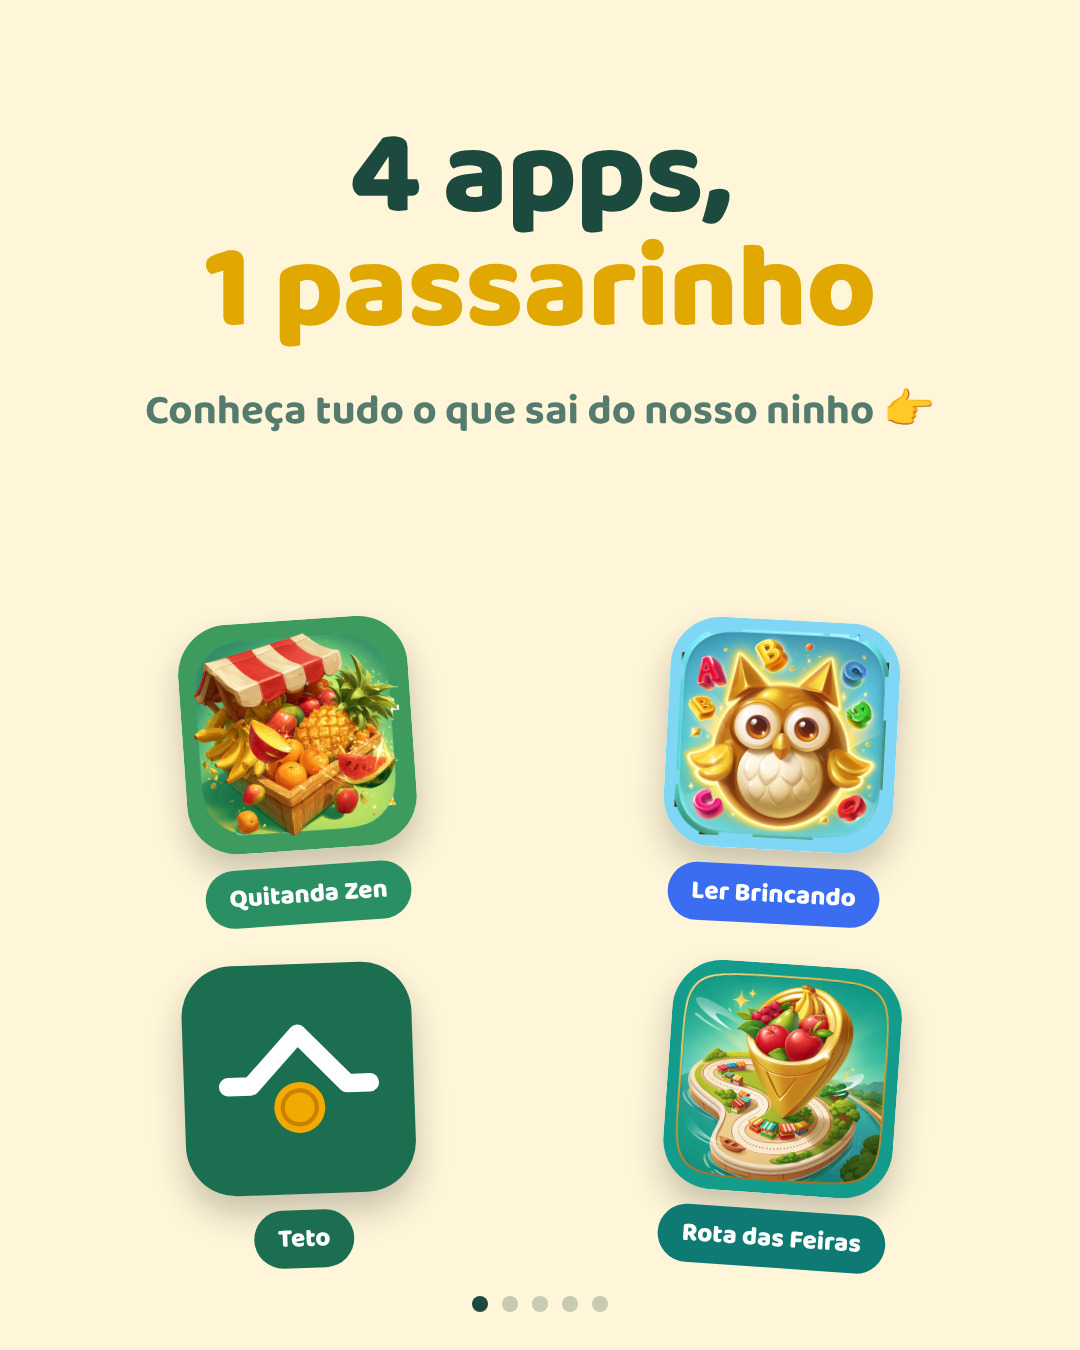 4 apps,
1 passarinho
Conheça tudo o que sai do nosso ninho 👉
A B C
B
C
Quitanda Zen
Ler Brincando
Teto
Rota das Feiras